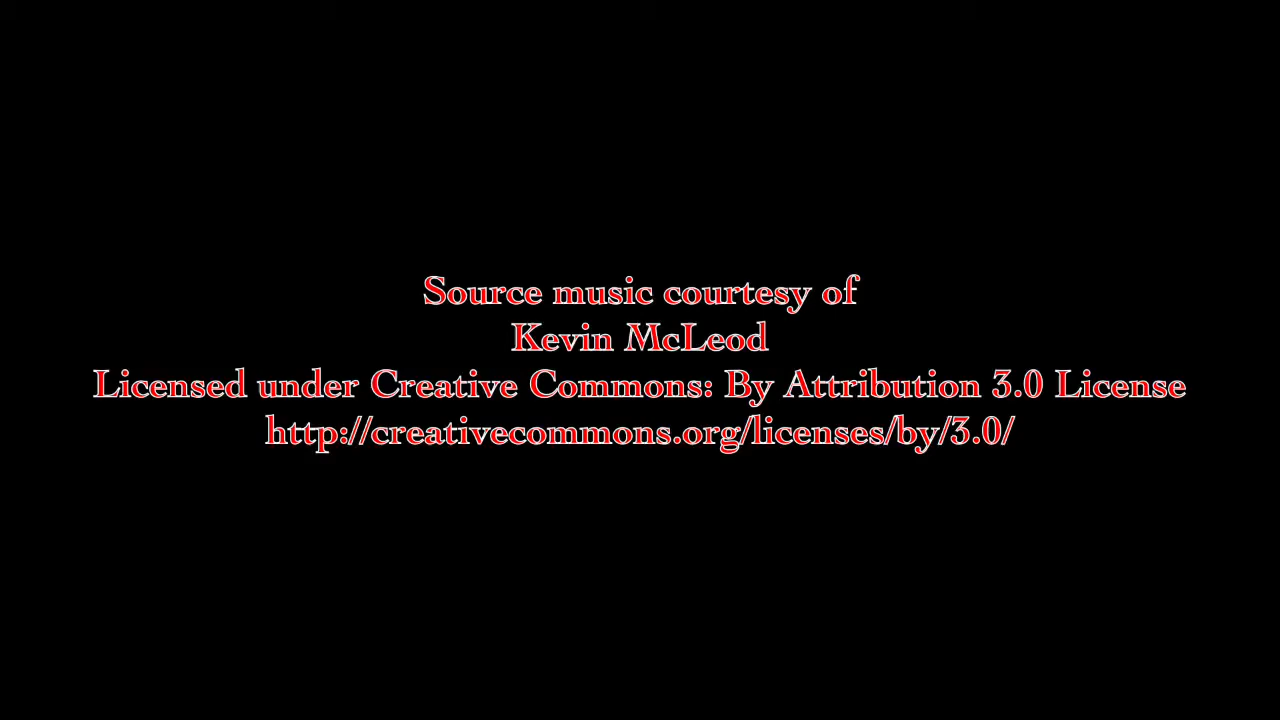 Source music courtesy of
Kevin McLeod
Licensed under Creative Commons: By Attribution 3.0 License
http://creativecommons.org/licenses/by/3.0/